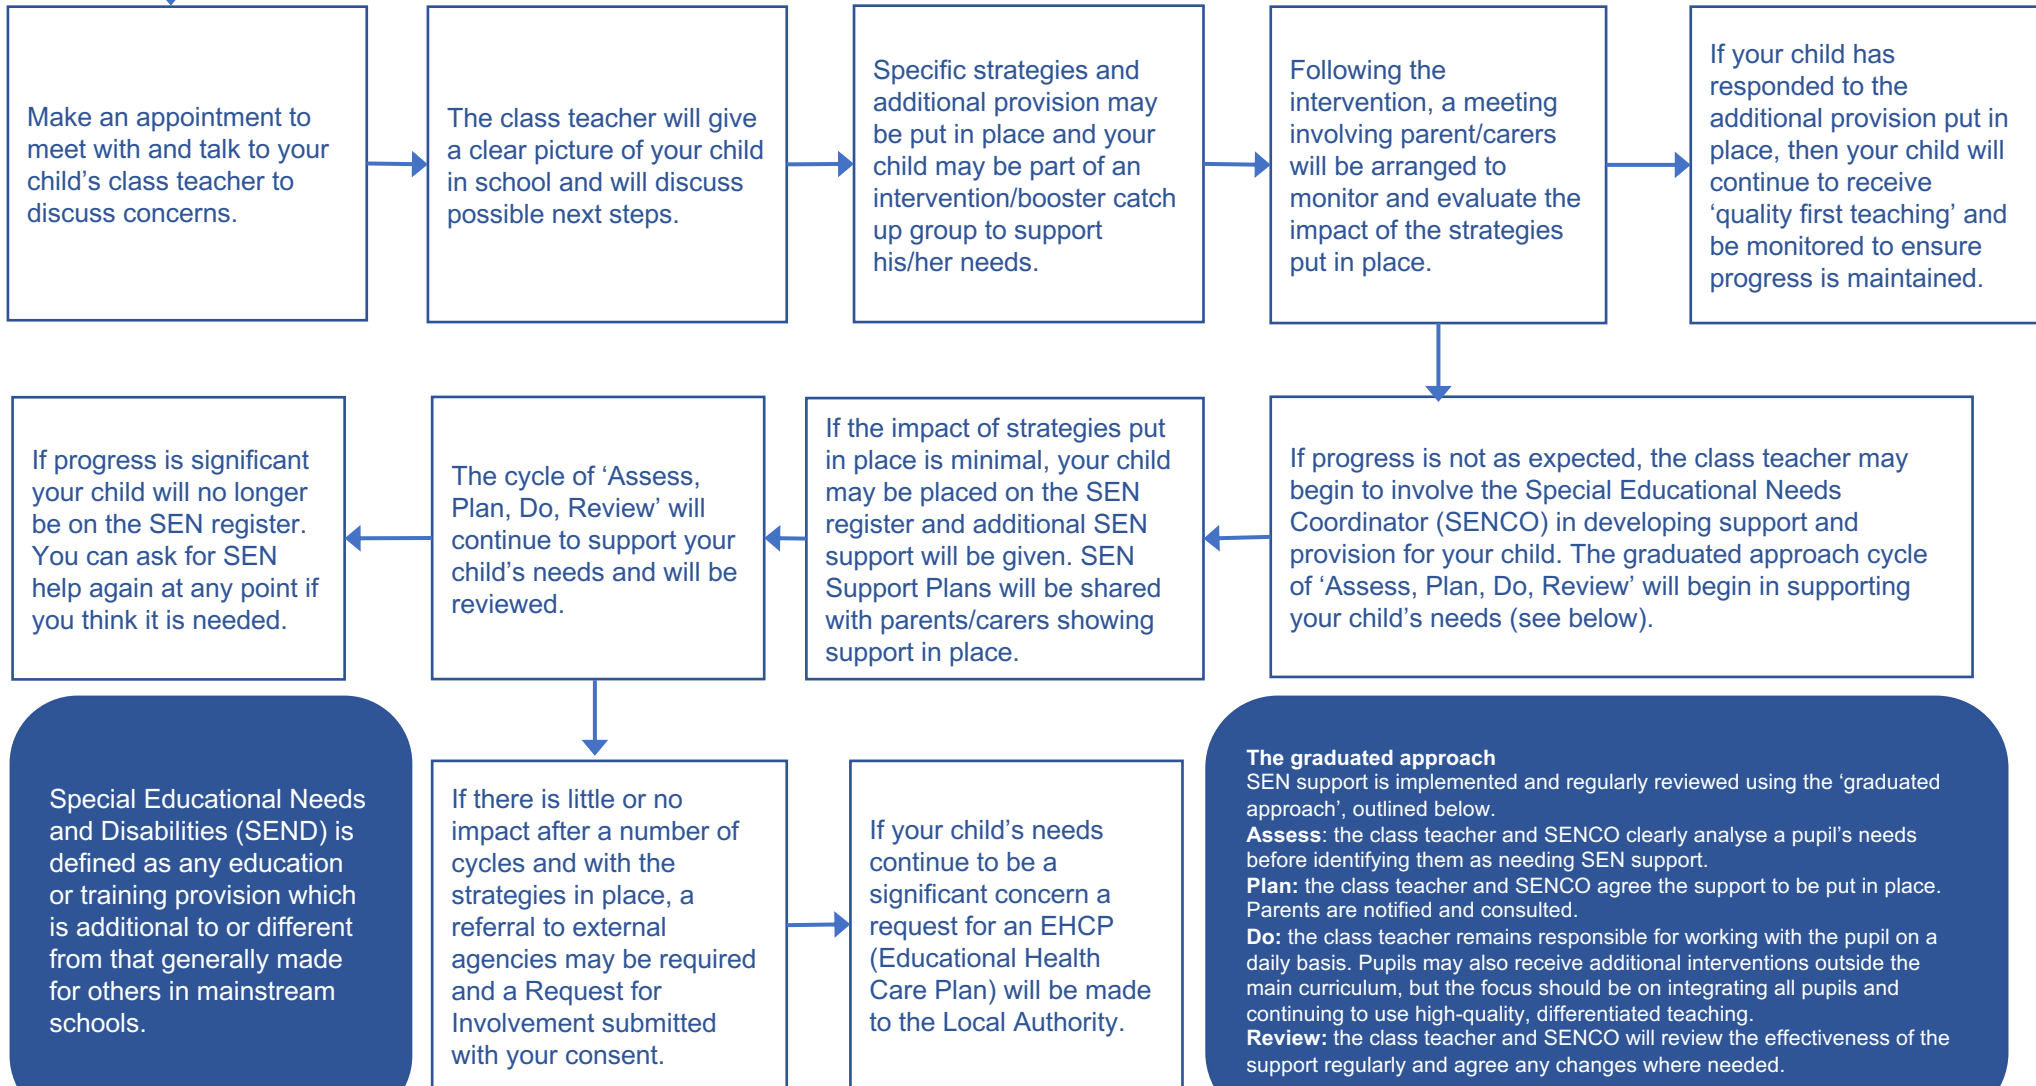 Make an appointment to
meet with and talk to your
child’s class teacher to
discuss concerns.
The class teacher will give
a clear picture of your child
in school and will discuss
possible next steps.
Specific strategies and
additional provision may
be put in place and your
child may be part of an
intervention/booster catch
up group to support
his/her needs.
Following the
intervention, a meeting
involving parent/carers
will be arranged to
monitor and evaluate the
impact of the strategies
put in place.
If your child has
responded to the
additional provision put in
place, then your child will
continue to receive
‘quality first teaching’ and
be monitored to ensure
progress is maintained.
If progress is not as expected, the class teacher may
begin to involve the Special Educational Needs
Coordinator (SENCO) in developing support and
provision for your child. The graduated approach cycle
of ‘Assess, Plan, Do, Review’ will begin in supporting
your child’s needs (see below).
If the impact of strategies put
in place is minimal, your child
may be placed on the SEN
register and additional SEN
support will be given. SEN
Support Plans will be shared
with parents/carers showing
support in place.
The cycle of ‘Assess,
Plan, Do, Review’ will
continue to support your
child’s needs and will be
reviewed.
If progress is significant
your child will no longer
be on the SEN register.
You can ask for SEN
help again at any point if
you think it is needed.
Special Educational Needs
and Disabilities (SEND) is
defined as any education
or training provision which
is additional to or different
from that generally made
for others in mainstream
schools.
If there is little or no
impact after a number of
cycles and with the
strategies in place, a
referral to external
agencies may be required
and a Request for
Involvement submitted
with your consent.
If your child’s needs
continue to be a
significant concern a
request for an EHCP
(Educational Health
Care Plan) will be made
to the Local Authority.
The graduated approach
SEN support is implemented and regularly reviewed using the ‘graduated
approach’, outlined below.
Assess: the class teacher and SENCO clearly analyse a pupil’s needs
before identifying them as needing SEN support.
Plan: the class teacher and SENCO agree the support to be put in place.
Parents are notified and consulted.
Do: the class teacher remains responsible for working with the pupil on a
daily basis. Pupils may also receive additional interventions outside the
main curriculum, but the focus should be on integrating all pupils and
continuing to use high-quality, differentiated teaching.
Review: the class teacher and SENCO will review the effectiveness of the
support regularly and agree any changes where needed.